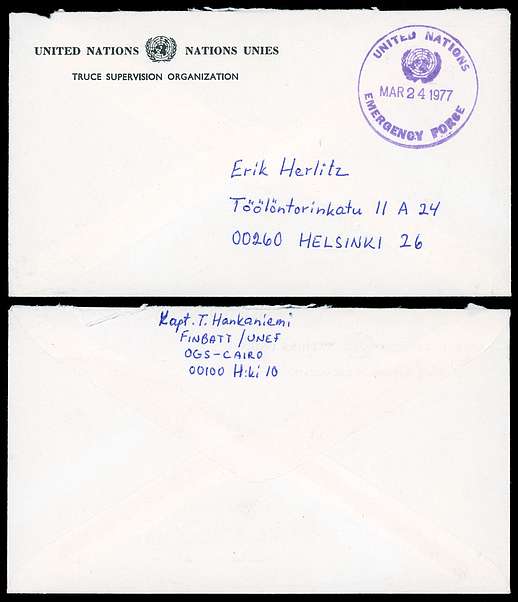 UNITED NATIONS NATIONS UNIES
TRUCE SUPERVISION ORGANIZATION
UNITED NATIONS
MAR 24 1977
EMERGENCY FORCE
Erik Herlitz
Töölöntorinkatu 11 A 24
00260 HELSINKI 26
Kapt. T. Hankaniemi
FINBATT/UNEF
OGS-CAIRO
00100 H:ki 10